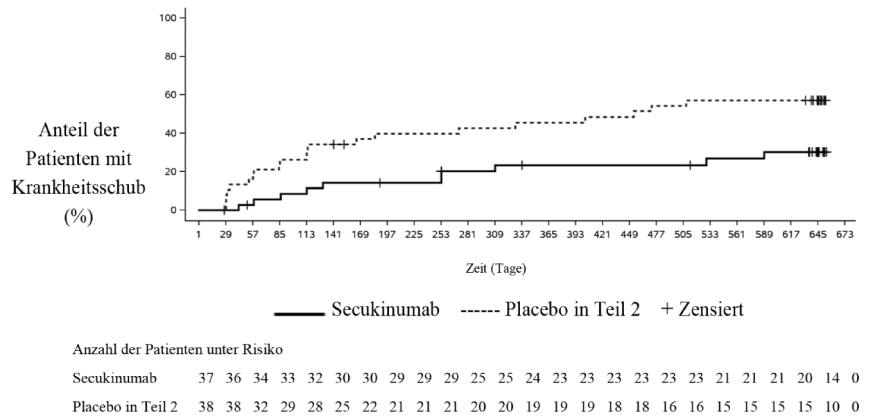 100
80
60
40
20
0
Anteil der
Patienten mit
Krankheitsschub
(%)
1 29 57 85 113 141 169 197 225 253 281 309 337 365 393 421 449 477 505 533 561 589 617 645 673
Zeit (Tage)
Secukinumab Placebo in Teil 2 + Zensiert
Anzahl der Patienten unter Risiko
Secukinumab 37 36 34 33 32 30 30 29 29 29 25 25 24 23 23 23 23 23 23 21 21 21 20 14 0
Placebo in Teil 2 38 38 32 29 28 25 22 21 21 21 20 20 19 19 19 18 18 16 16 15 15 15 15 10 0